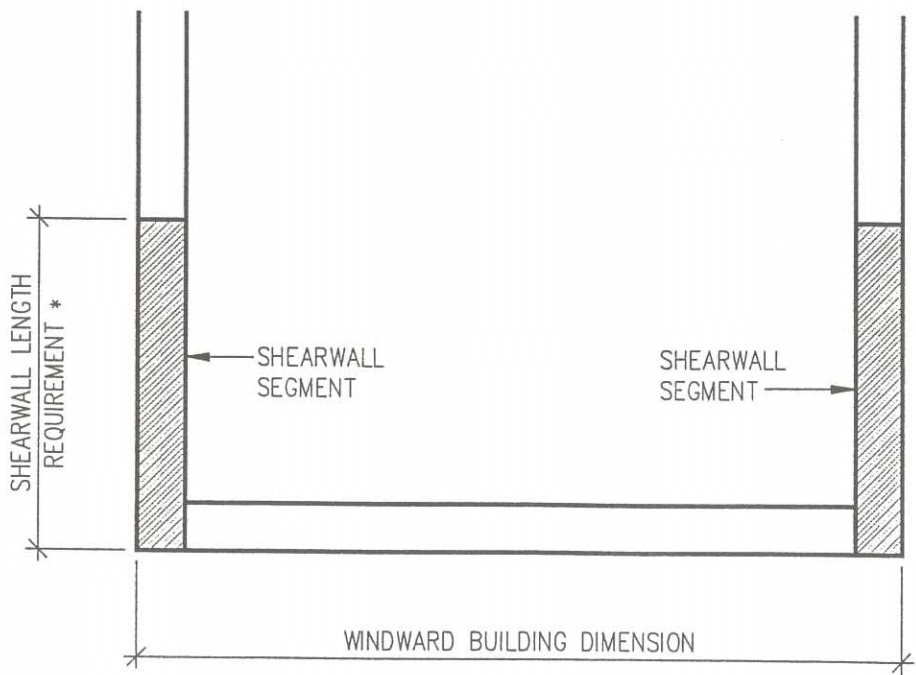 SHEARWALL LENGTH
REQUIREMENT *
SHEARWALL
SEGMENT
SHEARWALL
SEGMENT
WINDWARD BUILDING DIMENSION